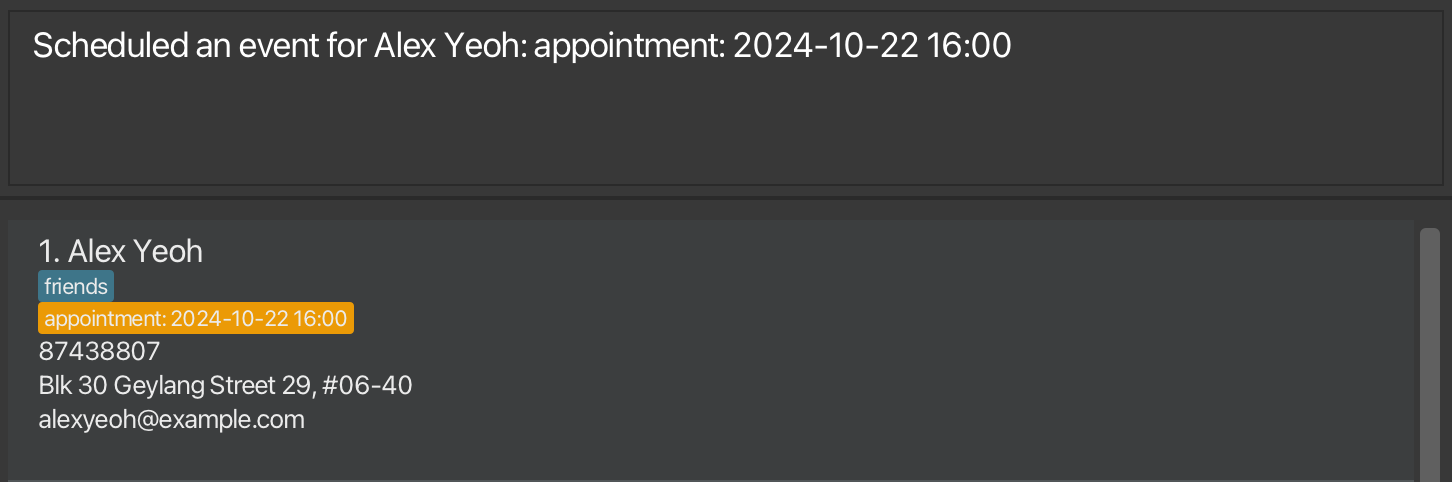 Scheduled an event for Alex Yeoh: appointment: 2024-10-22 16:00
1. Alex Yeoh
friends
appointment: 2024-10-22 16:00
87438807
Blk 30 Geylang Street 29, #06-40
alexyeoh@example.com